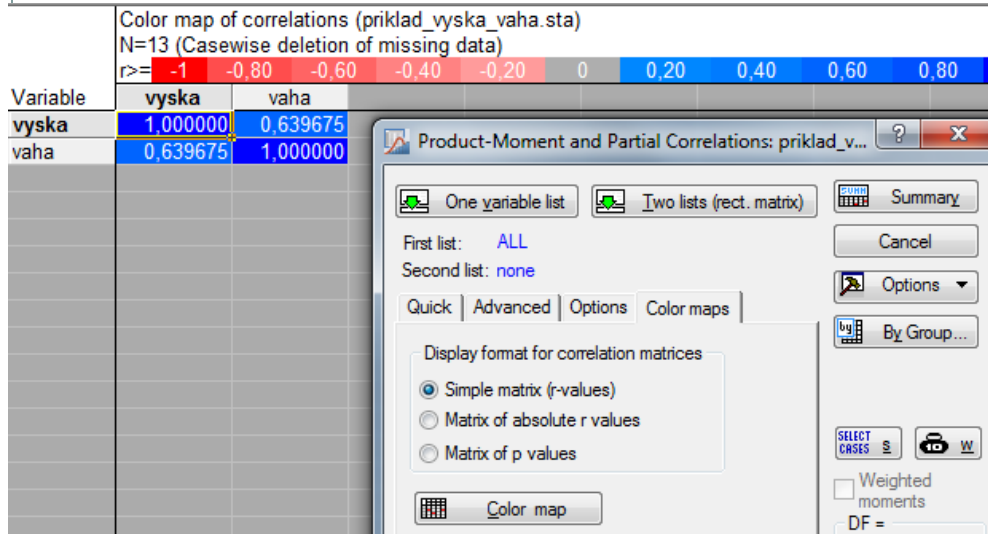 Color map of correlations (priklad_vyska_vaha.sta)
N=13 (Casewise deletion of missing data)
r>= -1 -0,80 -0,60 -0,40 -0,20 0 0,20 0,40 0,60 0,80
Variable vyska vaha
vyska 1,000000 0,639675
vaha 0,639675 1,000000
Product-Moment and Partial Correlations: priklad_v... ? X
One variable list Two lists (rect. matrix) SUMM Summary
First list: ALL Cancel
Second list: none
Options
Quick Advanced Options Color maps
by By Group...
Display format for correlation matrices
Simple matrix (r-values)
Matrix of absolute r values
Matrix of p values
SELECT CASES S W
Weighted moments
Color map
DF =